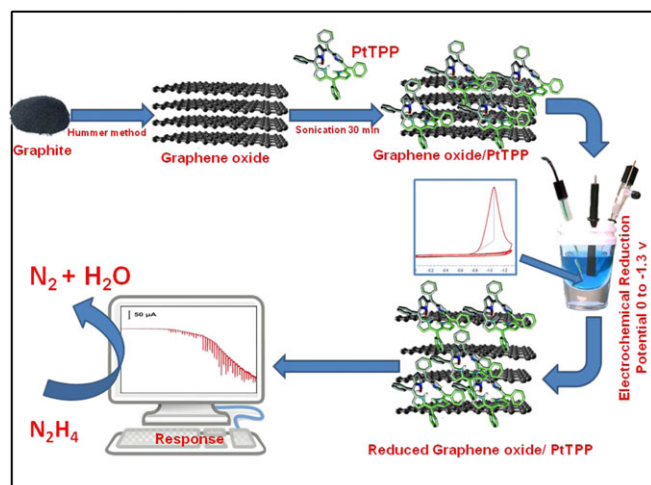 PtTPP
Graphite
Hummer method
Graphene oxide
Sonication 30 min
Graphene oxide/PtTPP
Electrochemical Reduction
Potential 0 to -1.3 v
N₂ + H₂O
50 µA
N₂H₄
Response
Reduced Graphene oxide/ PtTPP